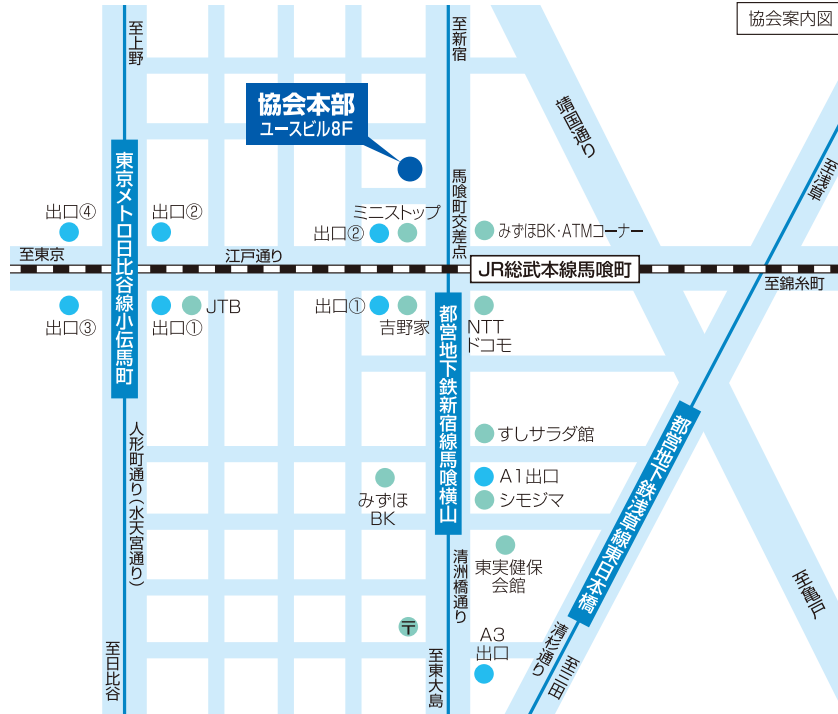 協会案内図
至上野
至新宿
靖国通り
協会本部
ユースビル8F
至浅草
東京メトロ日比谷線小伝馬町
馬喰町交差点
出口④
出口②
ミニストップ
出口②
みずほBK・ATMコーナー
至東京
江戸通り
JR総武本線馬喰町
至錦糸町
出口③
出口①
JTB
出口①
吉野家
NTT
ドコモ
都営地下鉄新宿線馬喰横山
人形町通り(水天宮通り)
すしサラダ館
都営地下鉄浅草線東日本橋
A1出口
シモジマ
みずほ
BK
清洲橋通り
東実健保
会館
至亀戸
〒
A3
出口
清杉通り
至三田
至日比谷
至東大島